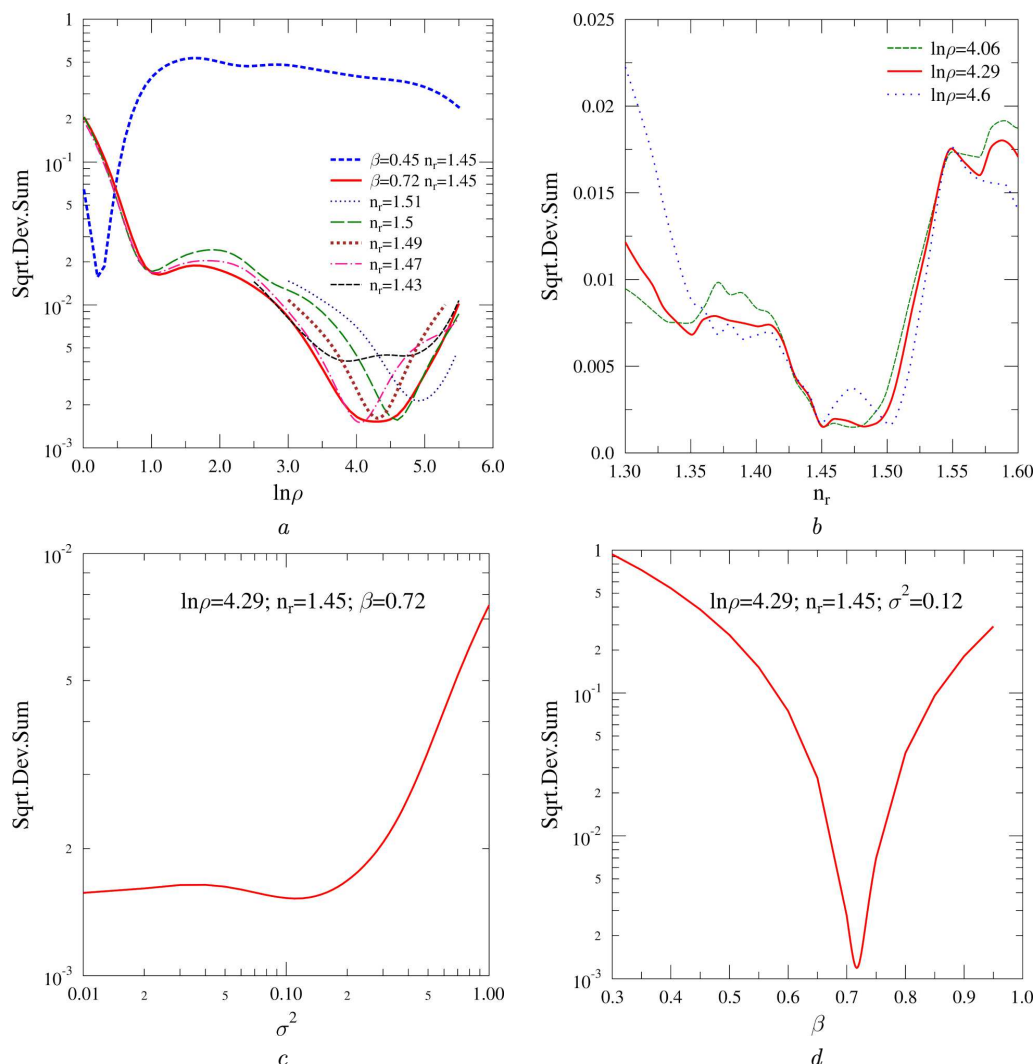 1
5
2
10^-1
5
2
10^-2
5
2
10^-3
Sqrt.Dev.Sum
β=0.45 n_r=1.45
β=0.72 n_r=1.45
n_r=1.51
n_r=1.5
n_r=1.49
n_r=1.47
n_r=1.43
0.0 1.0 2.0 3.0 4.0 5.0 6.0
lnρ
a
0.025
0.02
0.015
0.01
0.005
0.0
Sqrt.Dev.Sum
lnρ=4.06
lnρ=4.29
lnρ=4.6
1.30 1.35 1.40 1.45 1.50 1.55 1.60
n_r
b
10^-2
5
2
10^-3
Sqrt.Dev.Sum
lnρ=4.29; n_r=1.45; β=0.72
0.01 2 5 0.10 2 5 1.00
σ^2
c
1
5
2
10^-1
5
2
10^-2
5
2
10^-3
Sqrt.Dev.Sum
lnρ=4.29; n_r=1.45; σ^2=0.12
0.3 0.4 0.5 0.6 0.7 0.8 0.9 1.0
β
d